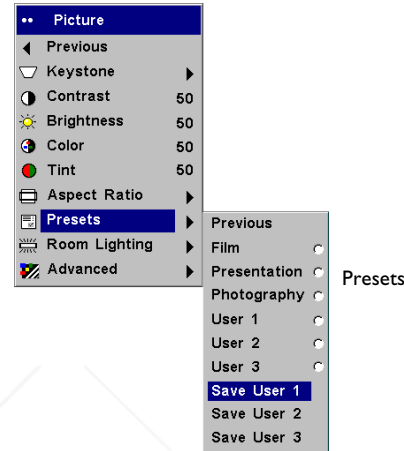 Picture
Previous
Keystone
Contrast 50
Brightness 50
Color 50
Tint 50
Aspect Ratio
Presets
Room Lighting
Advanced
Previous
Film
Presentation
Photography
User 1
User 2
User 3
Save User 1
Save User 2
Save User 3
Presets